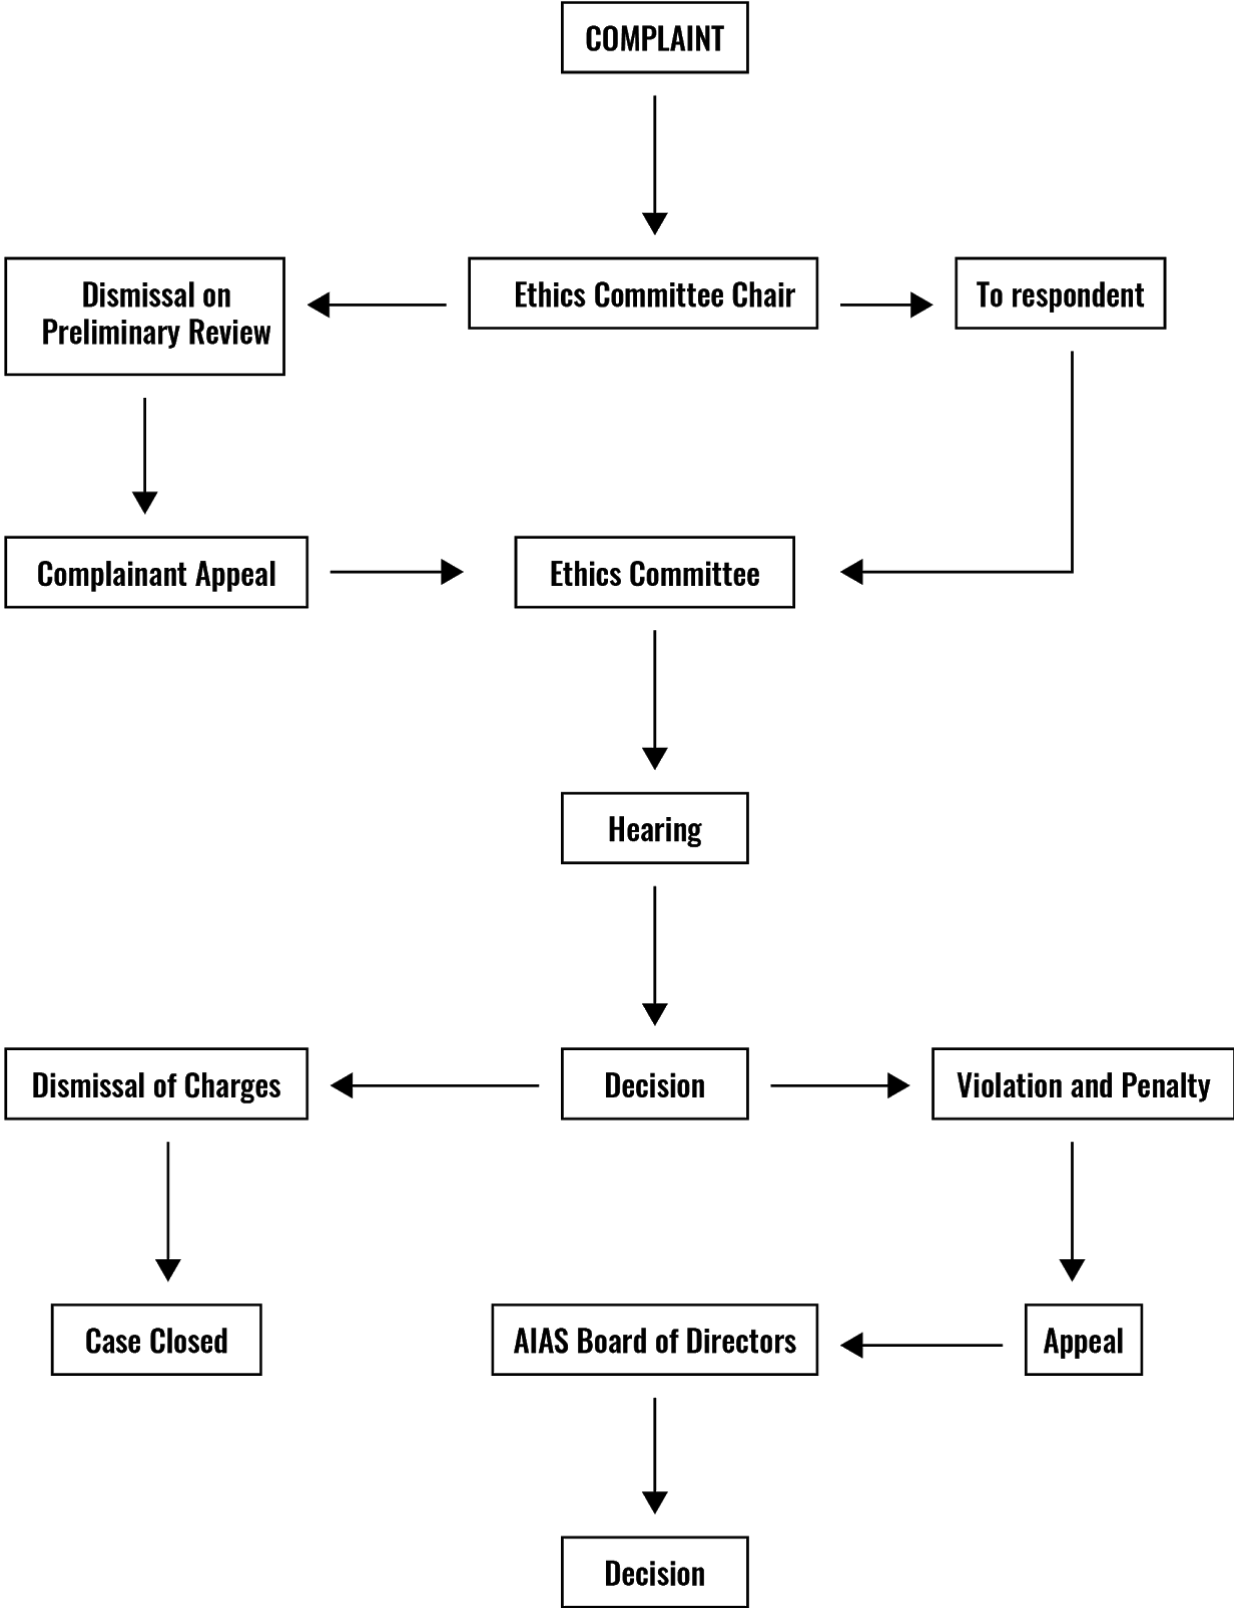 COMPLAINT
Dismissal on
Preliminary Review
Ethics Committee Chair
To respondent
Complainant Appeal
Ethics Committee
Hearing
Dismissal of Charges
Decision
Violation and Penalty
Case Closed
AIAS Board of Directors
Appeal
Decision